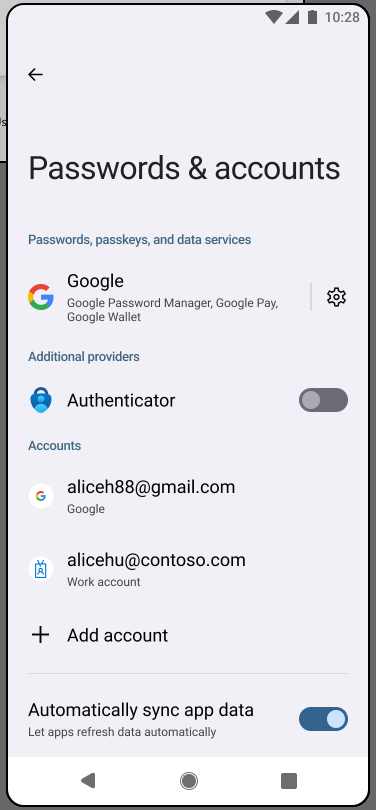 10:28
Passwords & accounts
Passwords, passkeys, and data services
Google
Google Password Manager, Google Pay,
Google Wallet
Additional providers
Authenticator
Accounts
aliceh88@gmail.com
Google
alicehu@contoso.com
Work account
Add account
Automatically sync app data
Let apps refresh data automatically